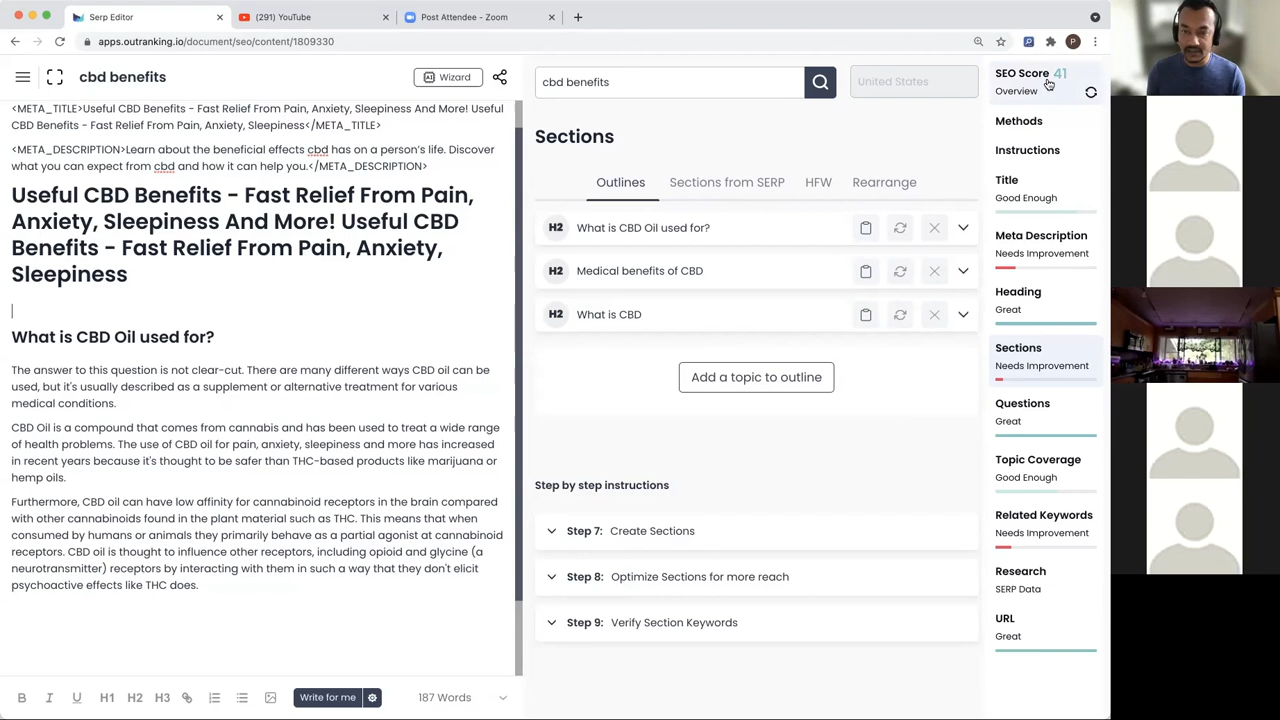 Serp Editor
(291) YouTube
Post Attendee - Zoom
apps.outranking.io/document/seo/content/1809330
P
cbd benefits
Wizard
<META_TITLE>Useful CBD Benefits - Fast Relief From Pain, Anxiety, Sleepiness And More! Useful
CBD Benefits - Fast Relief From Pain, Anxiety, Sleepiness</META_TITLE>
<META_DESCRIPTION>Learn about the beneficial effects cbd has on a person's life. Discover
what you can expect from cbd and how it can help you.</META_DESCRIPTION>
Useful CBD Benefits - Fast Relief From Pain,
Anxiety, Sleepiness And More! Useful CBD
Benefits - Fast Relief From Pain, Anxiety,
Sleepiness
What is CBD Oil used for?
The answer to this question is not clear-cut. There are many different ways CBD oil can be
used, but it's usually described as a supplement or alternative treatment for various
medical conditions.
CBD Oil is a compound that comes from cannabis and has been used to treat a wide range
of health problems. The use of CBD oil for pain, anxiety, sleepiness and more has increased
in recent years because it's thought to be safer than THC-based products like marijuana or
hemp oils.
Furthermore, CBD oil can have low affinity for cannabinoid receptors in the brain compared
with other cannabinoids found in the plant material such as THC. This means that when
consumed by humans or animals they primarily behave as a partial agonist at cannabinoid
receptors. CBD oil is thought to influence other receptors, including opioid and glycine (a
neurotransmitter) receptors by interacting with them in such a way that they don't elicit
psychoactive effects like THC does.
B I U H1 H2 H3
Write for me
187 Words
cbd benefits
United States
Sections
Outlines
Sections from SERP
HFW
Rearrange
H2 What is CBD Oil used for?
H2 Medical benefits of CBD
H2 What is CBD
Add a topic to outline
Step by step instructions
Step 7: Create Sections
Step 8: Optimize Sections for more reach
Step 9: Verify Section Keywords
SEO Score 41
Overview
Methods
Instructions
Title
Good Enough
Meta Description
Needs Improvement
Heading
Great
Sections
Needs Improvement
Questions
Great
Topic Coverage
Good Enough
Related Keywords
Needs Improvement
Research
SERP Data
URL
Great